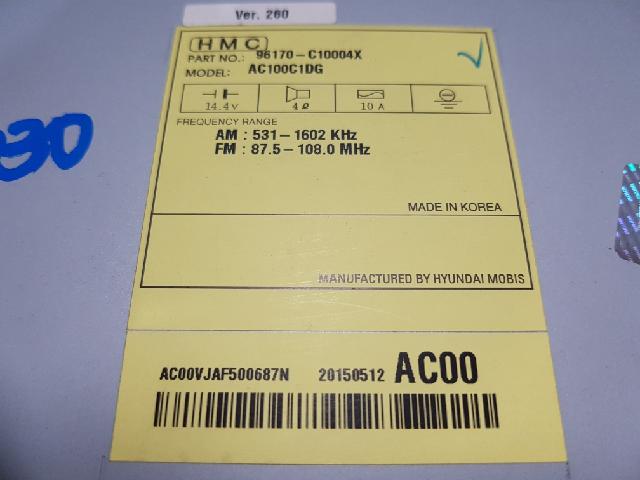 Ver. 260
HMC
PART NO.: 96170-C10004X
MODEL: AC100C1DG
14.4V 4Ω 10 A
FREQUENCY RANGE
AM : 531-1602 KHz
FM : 87.5-108.0 MHz
MADE IN KOREA
MANUFACTURED BY HYUNDAI MOBIS
AC00VJAF500687N 20150512 AC00
30